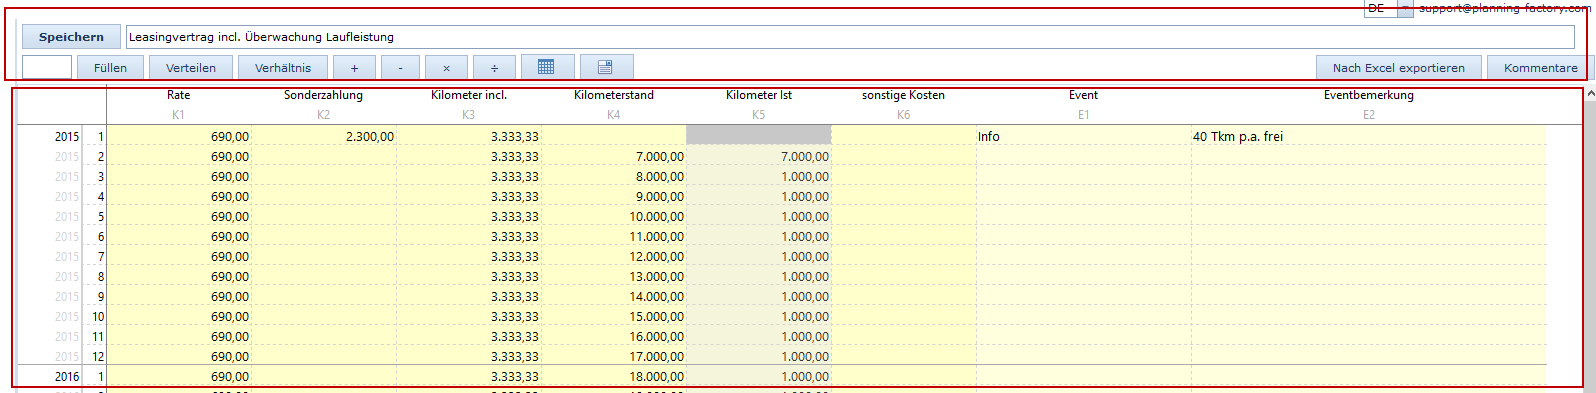 DE support@planning-factory.com
Speichern Leasingvertrag incl. Überwachung Laufleistung
Füllen Verteilen Verhältnis + - × ÷ Nach Excel exportieren Kommentare
Rate Sonderzahlung Kilometer incl. Kilometerstand Kilometer Ist sonstige Kosten Event Eventbemerkung
K1 K2 K3 K4 K5 K6 E1 E2
2015 1 690,00 2.300,00 3.333,33 Info 40 Tkm p.a. frei
2015 2 690,00 3.333,33 7.000,00 7.000,00
2015 3 690,00 3.333,33 8.000,00 1.000,00
2015 4 690,00 3.333,33 9.000,00 1.000,00
2015 5 690,00 3.333,33 10.000,00 1.000,00
2015 6 690,00 3.333,33 11.000,00 1.000,00
2015 7 690,00 3.333,33 12.000,00 1.000,00
2015 8 690,00 3.333,33 13.000,00 1.000,00
2015 9 690,00 3.333,33 14.000,00 1.000,00
2015 10 690,00 3.333,33 15.000,00 1.000,00
2015 11 690,00 3.333,33 16.000,00 1.000,00
2015 12 690,00 3.333,33 17.000,00 1.000,00
2016 1 690,00 3.333,33 18.000,00 1.000,00